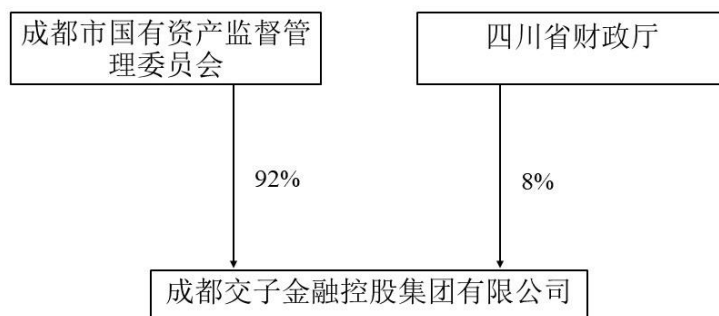 成都市国有资产监督管
理委员会
四川省财政厅
92%
8%
成都交子金融控股集团有限公司